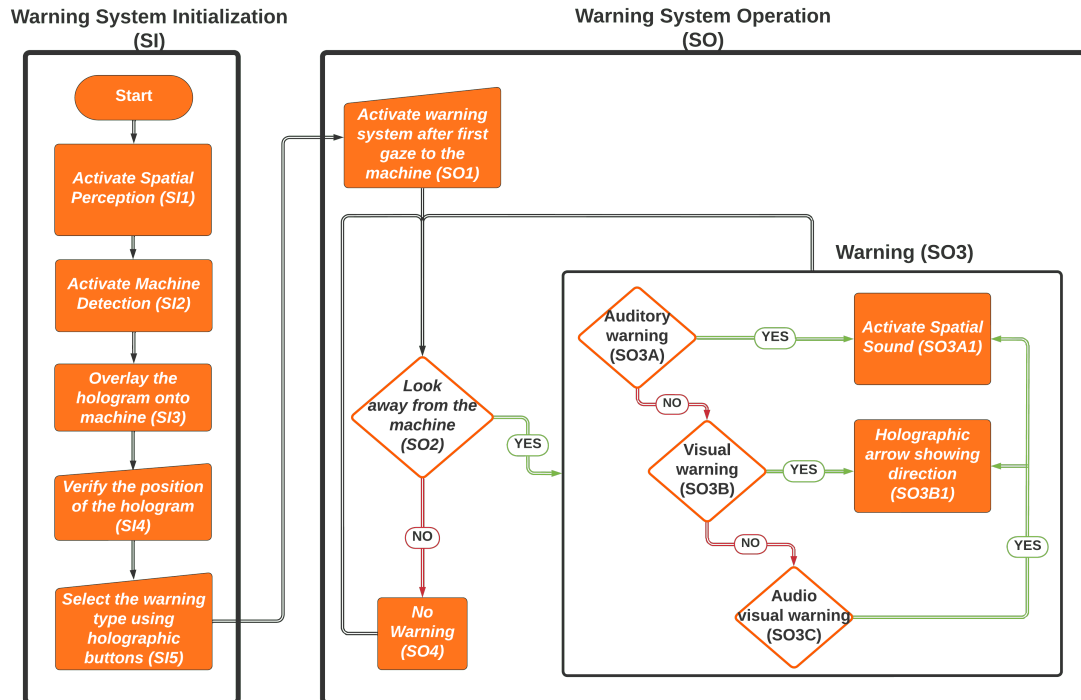 Warning System Initialization
(SI)
Start
Activate Spatial
Perception (SI1)
Activate Machine
Detection (SI2)
Overlay the
hologram onto
machine (SI3)
Verify the position
of the hologram
(SI4)
Select the warning
type using
holographic
buttons (SI5)
Warning System Operation
(SO)
Activate warning
system after first
gaze to the
machine (SO1)
Look
away from the
machine
(SO2)
YES
NO
No
Warning
(SO4)
Warning (SO3)
Auditory
warning
(SO3A)
YES
Activate Spatial
Sound (SO3A1)
NO
Visual
warning
(SO3B)
YES
Holographic
arrow showing
direction
(SO3B1)
NO
Audio
visual warning
(SO3C)
YES